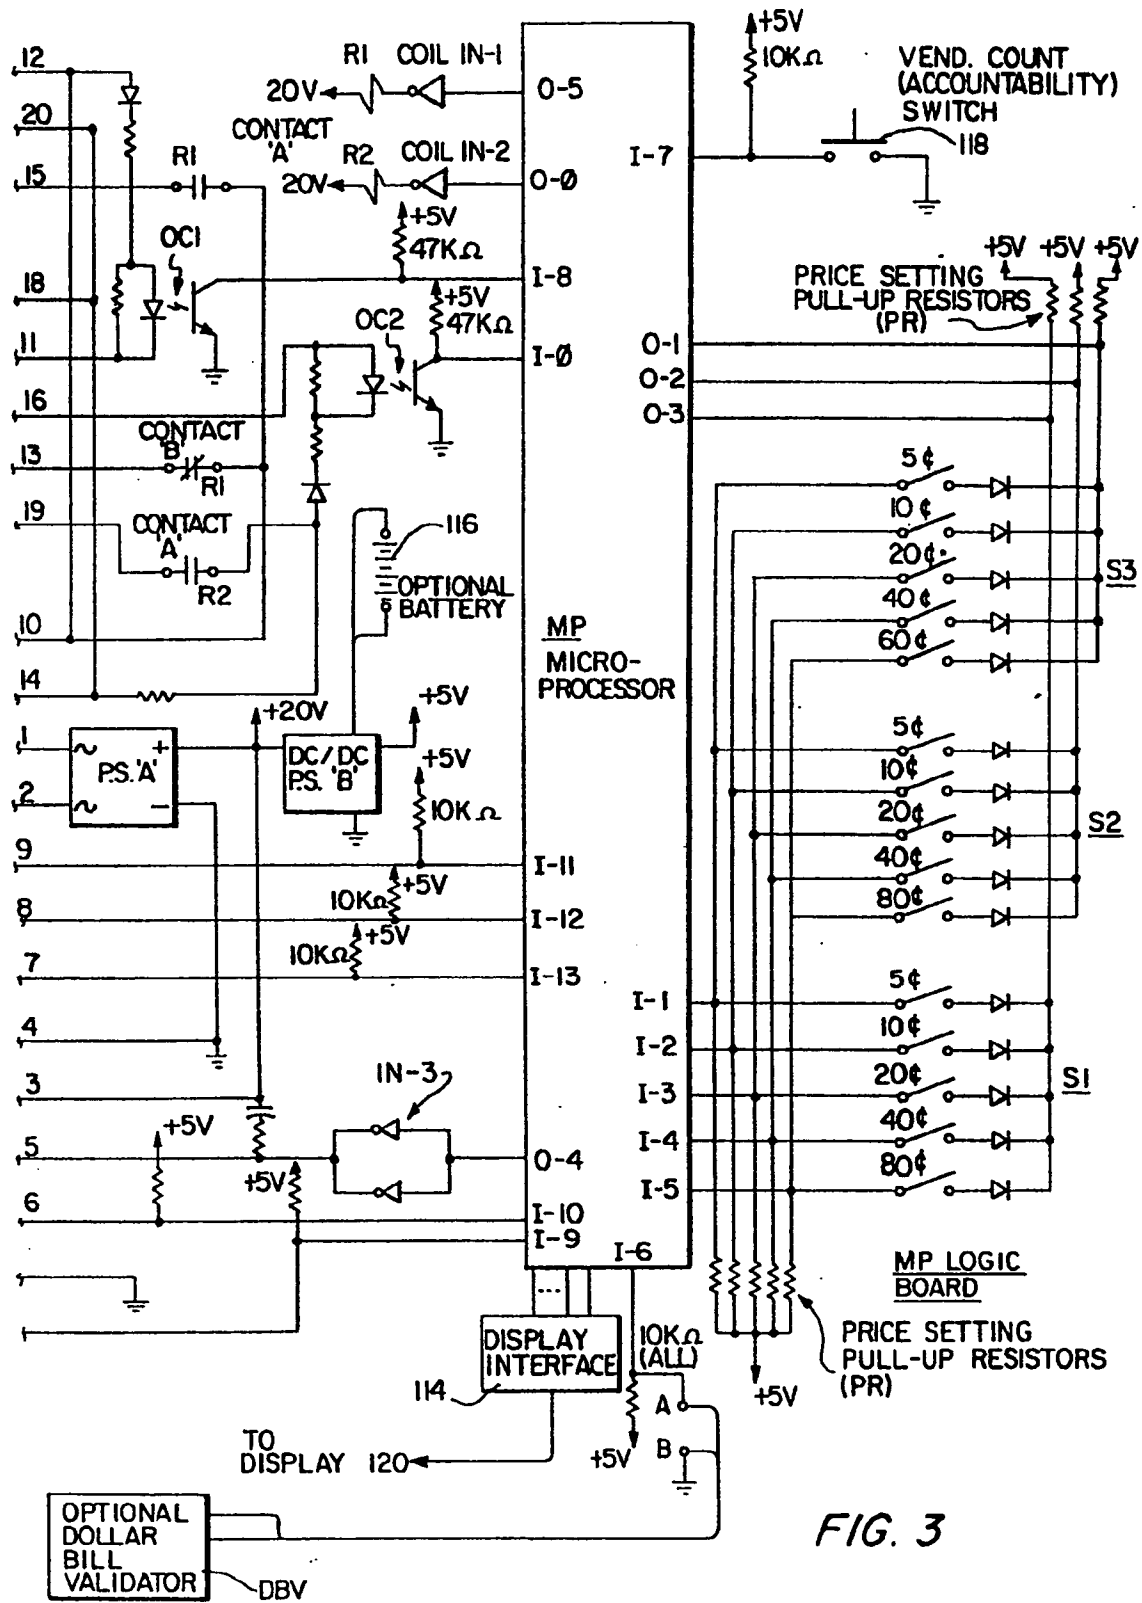 12
20
15
18
11
16
13
19
10
14
1
2
9
8
7
4
3
5
6
R1
COIL IN-1
20V
CONTACT
'A'
R2
COIL IN-2
20V
R1
OC1
+5V
47KΩ
+5V
47KΩ
OC2
CONTACT
'B'
R1
CONTACT
'A'
R2
116
OPTIONAL
BATTERY
+20V
P.S. 'A'
+
−
DC/DC
P.S. 'B'
+5V
+5V
10KΩ
+5V
10KΩ
+5V
10KΩ
IN-3
+5V
+5V
O-5
O-0
I-8
I-0
MP
MICRO-
PROCESSOR
I-11
I-12
I-13
O-4
I-10
I-9
I-6
I-7
O-1
O-2
O-3
I-1
I-2
I-3
I-4
I-5
+5V
10KΩ
VEND. COUNT
(ACCOUNTABILITY)
SWITCH
118
+5V +5V +5V
PRICE SETTING
PULL-UP RESISTORS
(PR)
5¢
10¢
20¢
40¢
60¢
S3
5¢
10¢
20¢
40¢
80¢
S2
5¢
10¢
20¢
40¢
80¢
S1
MP LOGIC
BOARD
PRICE SETTING
PULL-UP RESISTORS
(PR)
+5V
DISPLAY
INTERFACE
114
10KΩ
(ALL)
A
B
+5V
TO
DISPLAY 120
OPTIONAL
DOLLAR
BILL
VALIDATOR
DBV
FIG. 3